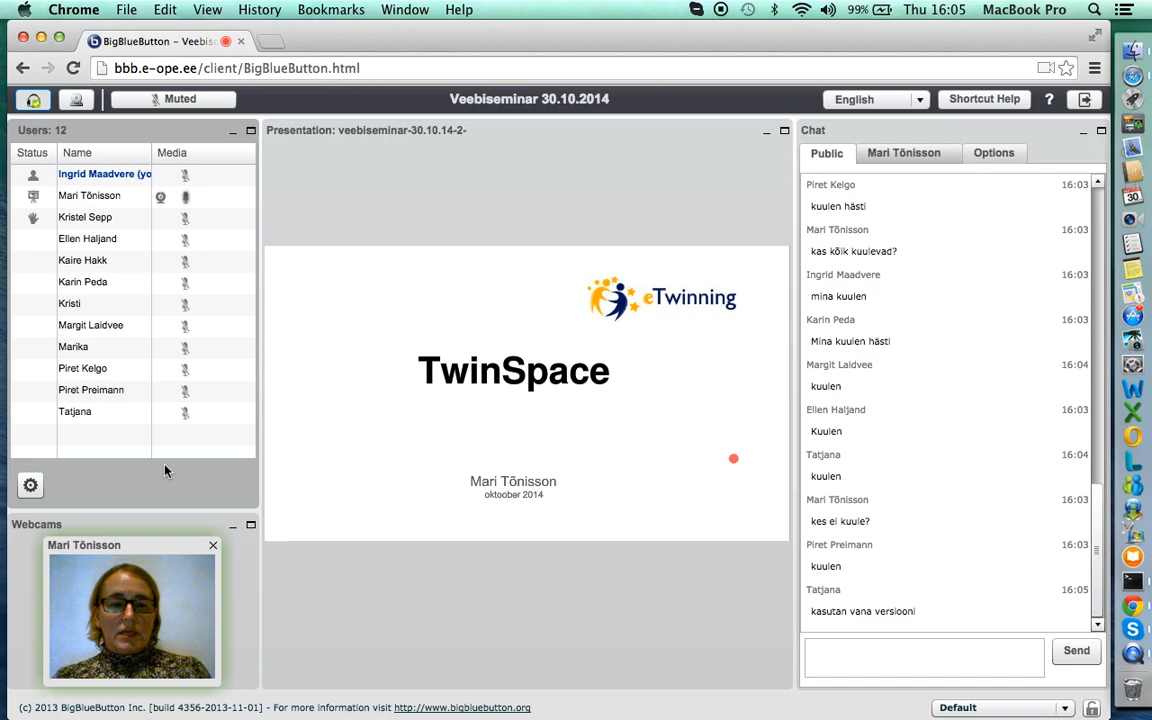 Chrome File Edit View History Bookmarks Window Help 99% Thu 16:05 MacBook Pro
BigBlueButton – Veebis
bbb.e-ope.ee/client/BigBlueButton.html
Muted Veebiseminar 30.10.2014 English Shortcut Help ?
Users: 12
Status Name Media
Ingrid Maadvere (yo
Mari Tõnisson
Kristel Sepp
Ellen Haljand
Kaire Hakk
Karin Peda
Kristi
Margit Laidvee
Marika
Piret Kelgo
Piret Preimann
Tatjana
Webcams
Mari Tõnisson
Presentation: veebiseminar-30.10.14-2-
eTwinning
TwinSpace
Mari Tõnisson
oktoober 2014
Chat
Public Mari Tõnisson Options
Piret Kelgo 16:03
kuulen hästi
Mari Tõnisson 16:03
kas kõik kuulevad?
Ingrid Maadvere 16:03
mina kuulen
Karin Peda 16:03
Mina kuulen hästi
Margit Laidvee 16:04
kuulen
Ellen Haljand 16:03
Kuulen
Tatjana 16:04
kuulen
Mari Tõnisson 16:03
kes ei kuule?
Piret Preimann 16:03
kuulen
Tatjana 16:05
kasutan vana versiooni
Send
(c) 2013 BigBlueButton Inc. [build 4356-2013-11-01] - For more information visit http://www.bigbluebutton.org
Default